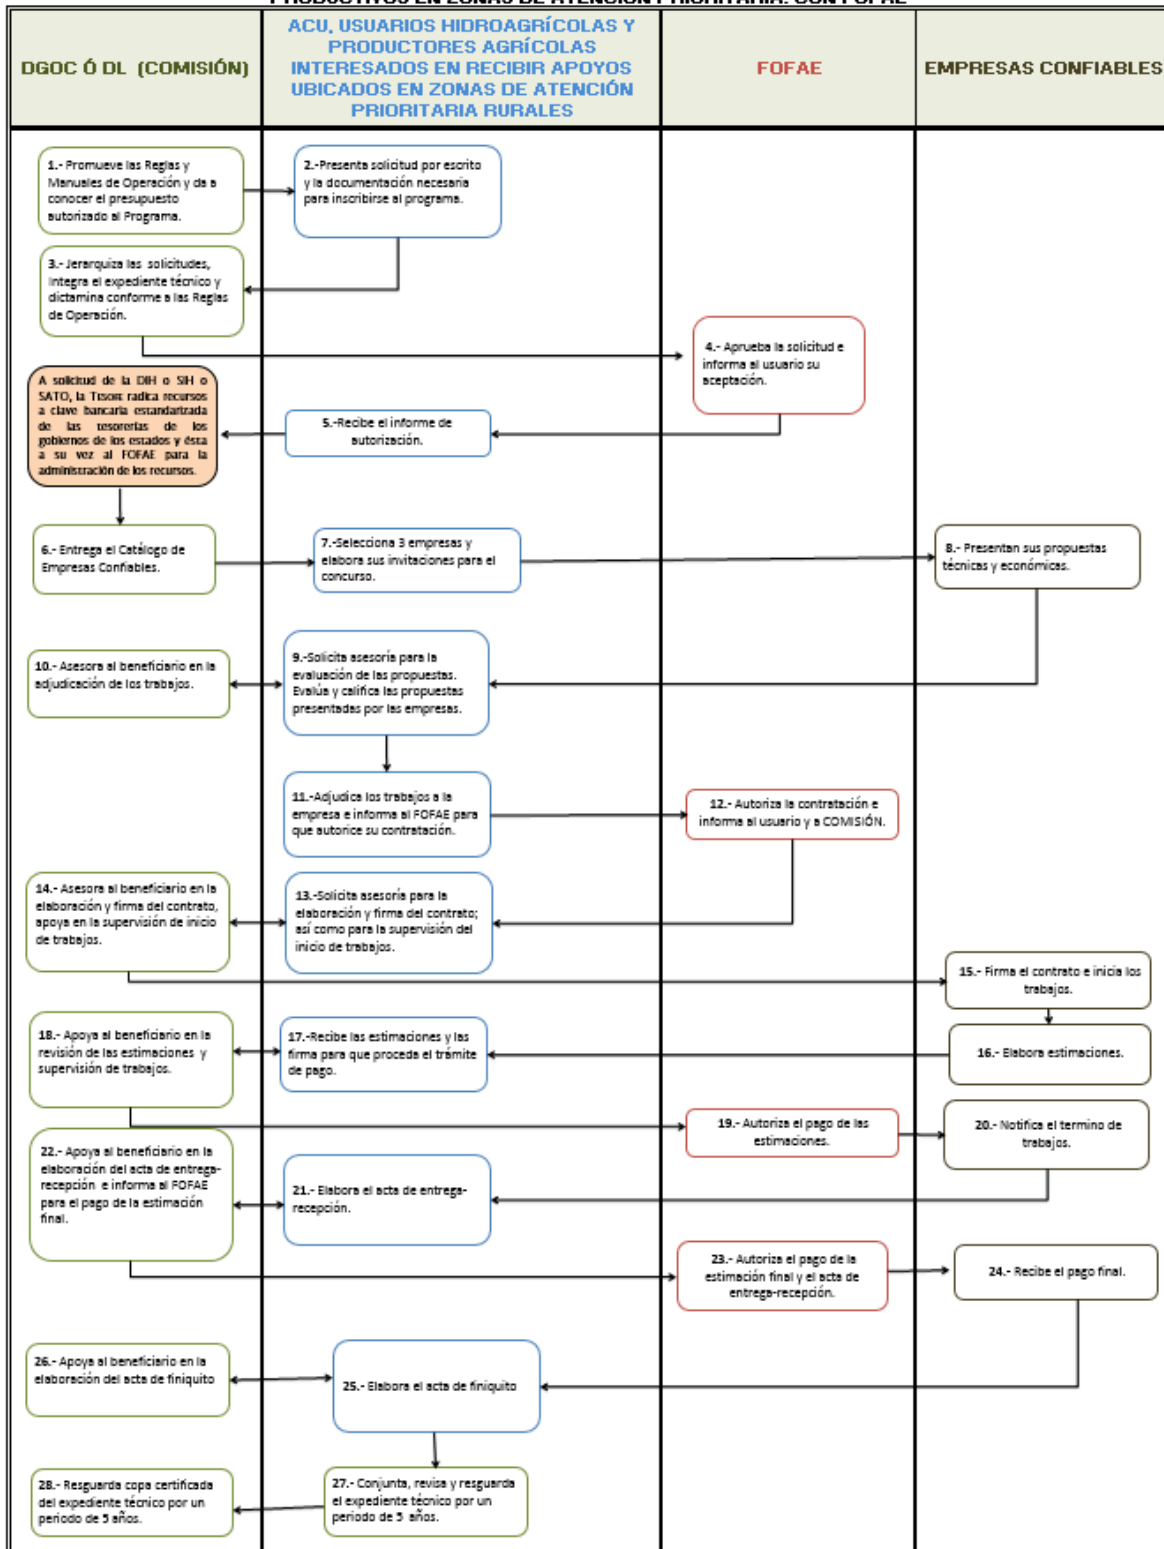 PRODUCTIVOS EN ZONAS DE ATENCIÓN PRIORITARIA. CON FOFAE
DGOC Ó DL (COMISIÓN)
ACU, USUARIOS HIDROAGRÍCOLAS Y
PRODUCTORES AGRÍCOLAS
INTERESADOS EN RECIBIR APOYOS
UBICADOS EN ZONAS DE ATENCIÓN
PRIORITARIA RURALES
FOFAE
EMPRESAS CONFIABLES
1.- Promueve las Reglas y
Manuales de Operación y da a
conocer el presupuesto
autorizado al Programa.
2.-Presenta solicitud por escrito
y la documentación necesaria
para inscribirse al programa.
3.- Jerarquiza las solicitudes,
Integra el expediente técnico y
dictamina conforme a las Reglas
de Operación.
4.- Aprueba la solicitud e
informa al usuario su
aceptación.
A solicitud de la DIH o SIH o
SATO, la TESOFE radica recursos
a clave bancaria estandarizada
de las tesorerías de los
gobiernos de los estados y ésta
a su vez al FOFAE para la
administración de los recursos.
5.-Recibe el informe de
autorización.
6.- Entrega el Catálogo de
Empresas Confiables.
7.-Selecciona 3 empresas y
elabora sus invitaciones para el
concurso.
8.- Presentan sus propuestas
técnicas y económicas.
10.- Asesora al beneficiario en la
adjudicación de los trabajos.
9.-Solicita asesoría para la
evaluación de las propuestas.
Evalúa y califica las propuestas
presentadas por las empresas.
11.-Adjudica los trabajos a la
empresa e informa al FOFAE para
que autorice su contratación.
12.- Autoriza la contratación e
informa al usuario y a COMISIÓN.
14.- Asesora al beneficiario en la
elaboración y firma del contrato,
apoya en la supervisión de inicio
de trabajos.
13.-Solicita asesoría para la
elaboración y firma del contrato;
así como para la supervisión del
inicio de trabajos.
15.- Firma el contrato e inicia los
trabajos.
18.- Apoya al beneficiario en la
revisión de las estimaciones y
supervisión de trabajos.
17.-Recibe las estimaciones y las
firma para que proceda el trámite
de pago.
16.- Elabora estimaciones.
19.- Autoriza el pago de las
estimaciones.
20.- Notifica el termino de
trabajos.
22.- Apoya al beneficiario en la
elaboración del acta de entrega-
recepción e informa al FOFAE
para el pago de la estimación
final.
21.- Elabora el acta de entrega-
recepción.
23.- Autoriza el pago de la
estimación final y el acta de
entrega-recepción.
24.- Recibe el pago final.
26.- Apoya al beneficiario en la
elaboración del acta de finiquito
25.- Elabora el acta de finiquito
28.- Resguarda copa certificada
del expediente técnico por un
periodo de 5 años.
27.- Conjunta, revisa y resguarda
el expediente técnico por un
periodo de 5 años.